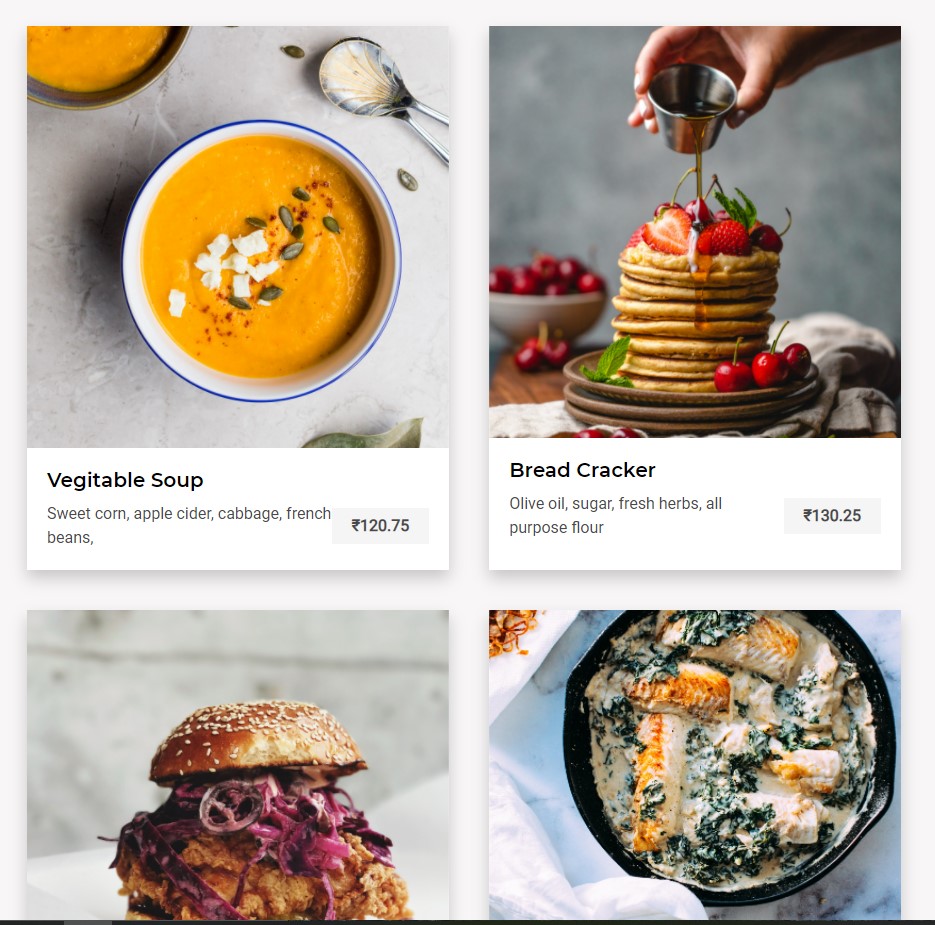 Vegitable Soup
Sweet corn, apple cider, cabbage, french
beans,
₹120.75
Bread Cracker
Olive oil, sugar, fresh herbs, all
purpose flour
₹130.25